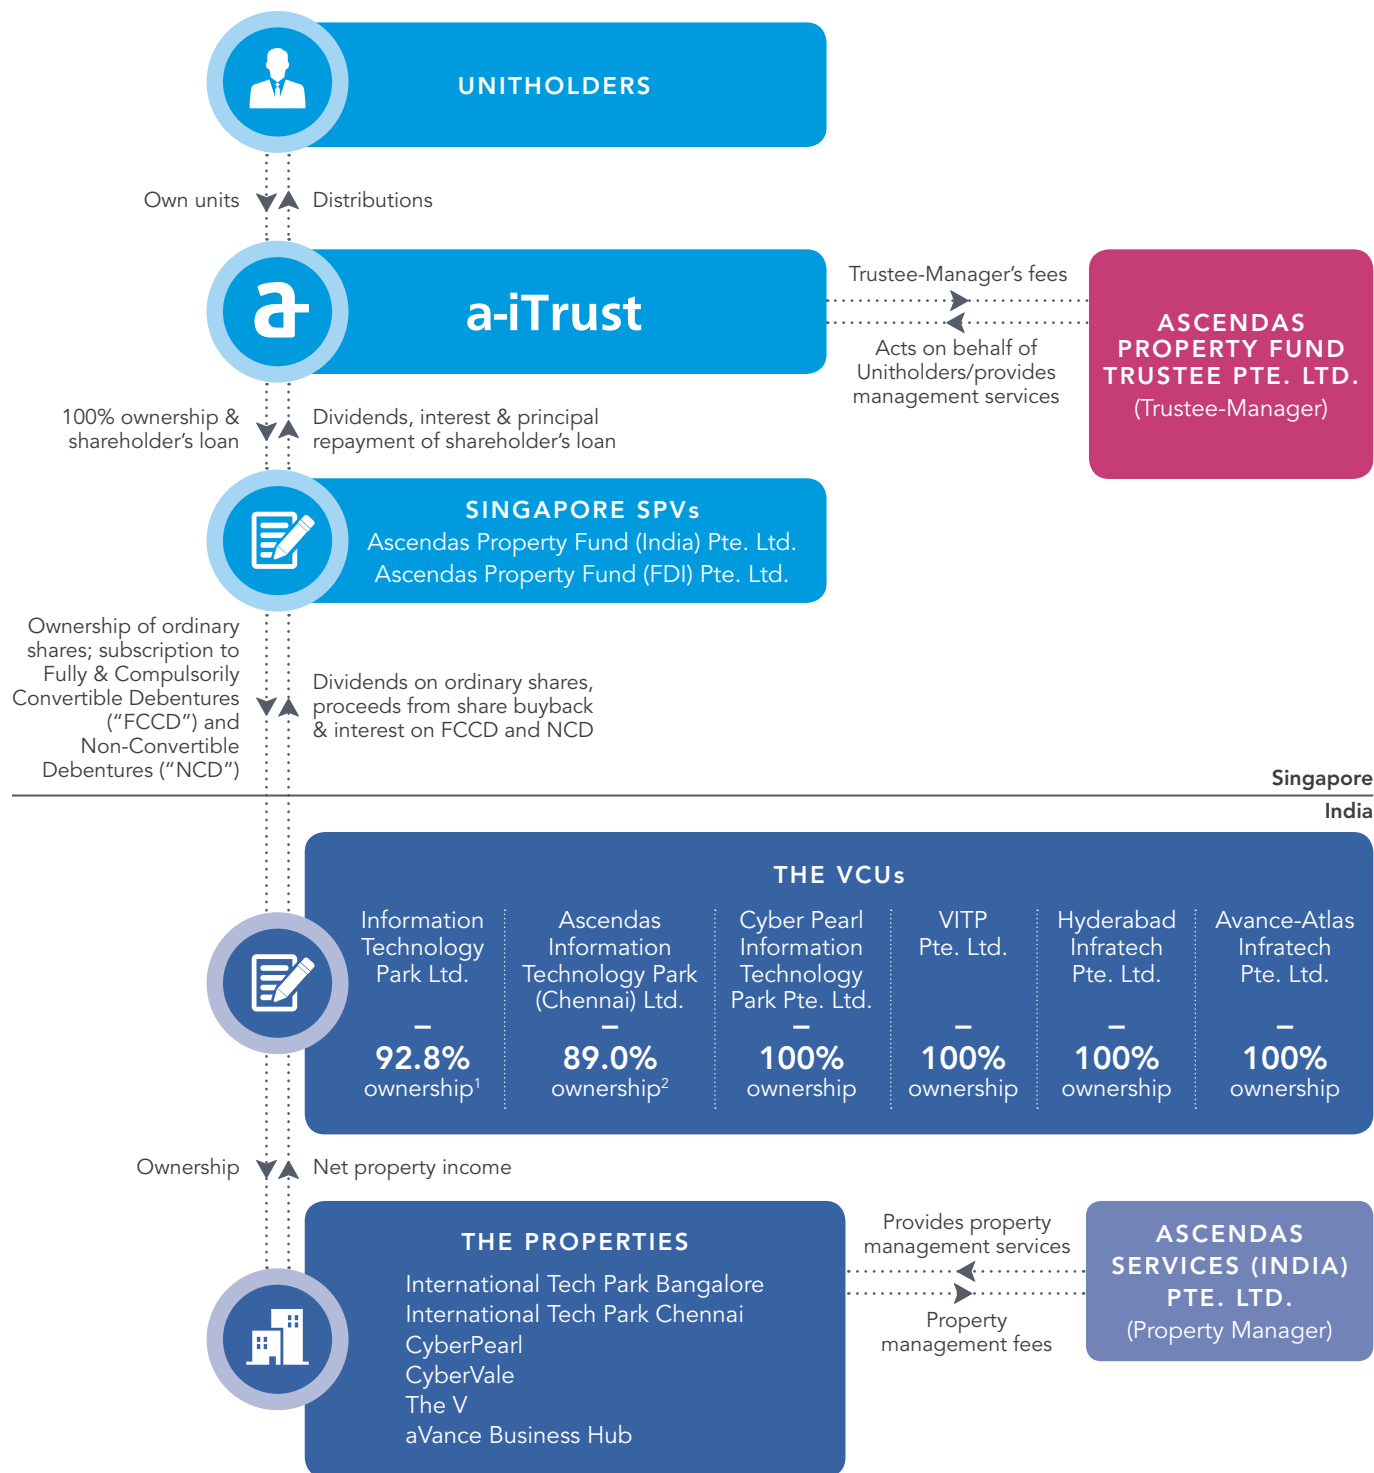 UNITHOLDERS
Own units
Distributions
a
a-iTrust
Trustee-Manager’s fees
Acts on behalf of
Unitholders/provides
management services
ASCENDAS
PROPERTY FUND
TRUSTEE PTE. LTD.
(Trustee-Manager)
100% ownership &
shareholder’s loan
Dividends, interest & principal
repayment of shareholder’s loan
SINGAPORE SPVs
Ascendas Property Fund (India) Pte. Ltd.
Ascendas Property Fund (FDI) Pte. Ltd.
Ownership of ordinary
shares; subscription to
Fully & Compulsorily
Convertible Debentures
(“FCCD”) and
Non-Convertible
Debentures (“NCD”)
Dividends on ordinary shares,
proceeds from share buyback
& interest on FCCD and NCD
Singapore
India
THE VCUs
Information
Technology
Park Ltd.
–
92.8%
ownership¹
Ascendas
Information
Technology Park
(Chennai) Ltd.
–
89.0%
ownership²
Cyber Pearl
Information
Technology
Park Pte. Ltd.
–
100%
ownership
VITP
Pte. Ltd.
–
100%
ownership
Hyderabad
Infratech
Pte. Ltd.
–
100%
ownership
Avance-Atlas
Infratech
Pte. Ltd.
–
100%
ownership
Ownership
Net property income
THE PROPERTIES
International Tech Park Bangalore
International Tech Park Chennai
CyberPearl
CyberVale
The V
aVance Business Hub
Provides property
management services
Property
management fees
ASCENDAS
SERVICES (INDIA)
PTE. LTD.
(Property Manager)